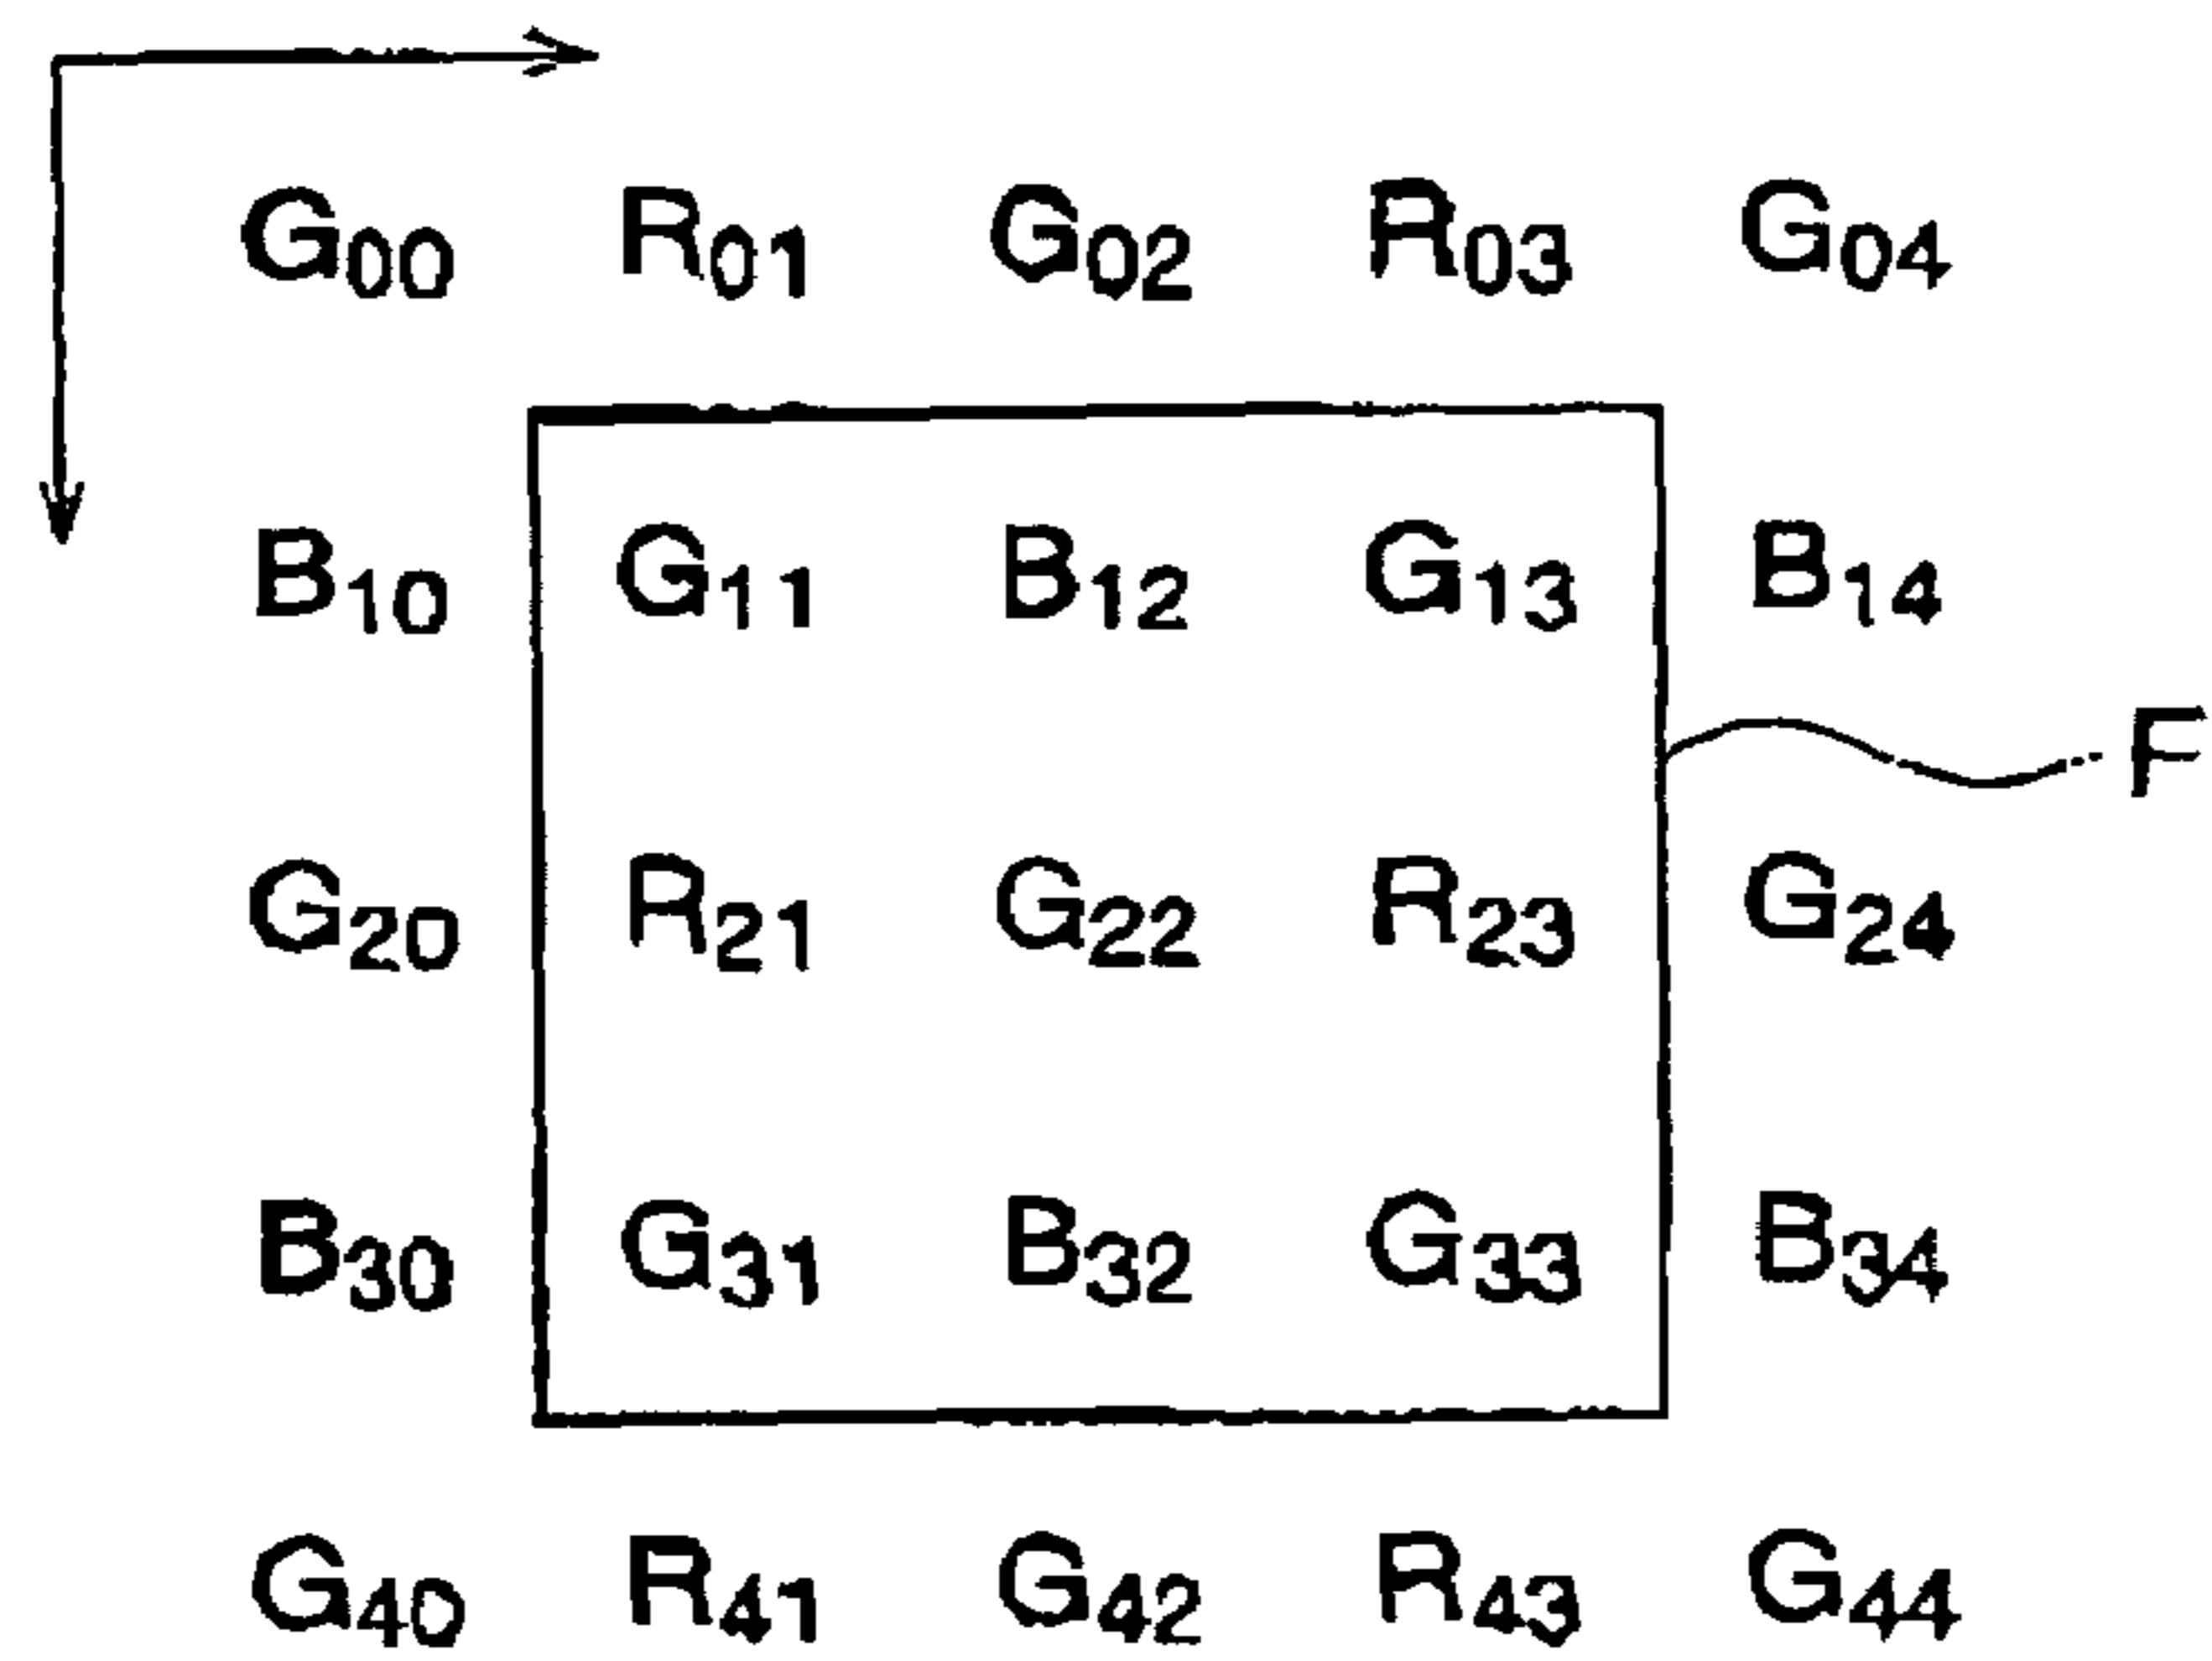 G00 R01 G02 R03 G04
B10 G11 B12 G13 B14
F
G20 R21 G22 R23 G24
B30 G31 B32 G33 B34
G40 R41 G42 R43 G44